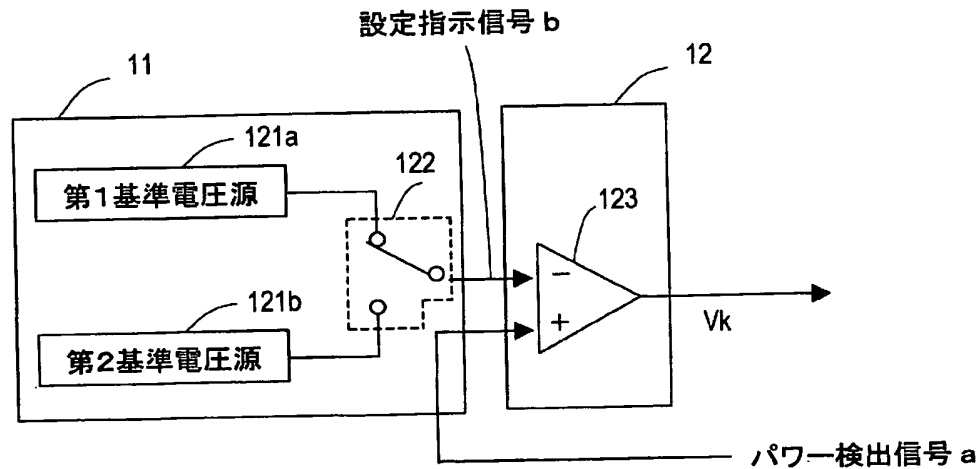 設定指示信号 b
11
12
121a
第1基準電圧源
122
123
121b
第2基準電圧源
−
+
Vk
パワー検出信号 a